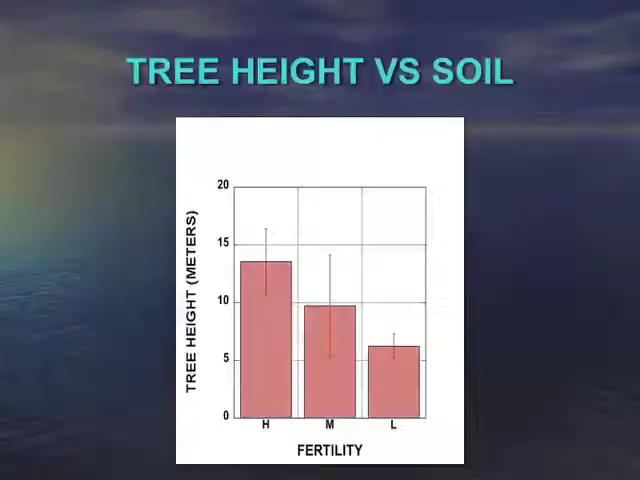 TREE HEIGHT VS SOIL
20
15
10
5
0
TREE HEIGHT (METERS)
H M L
FERTILITY